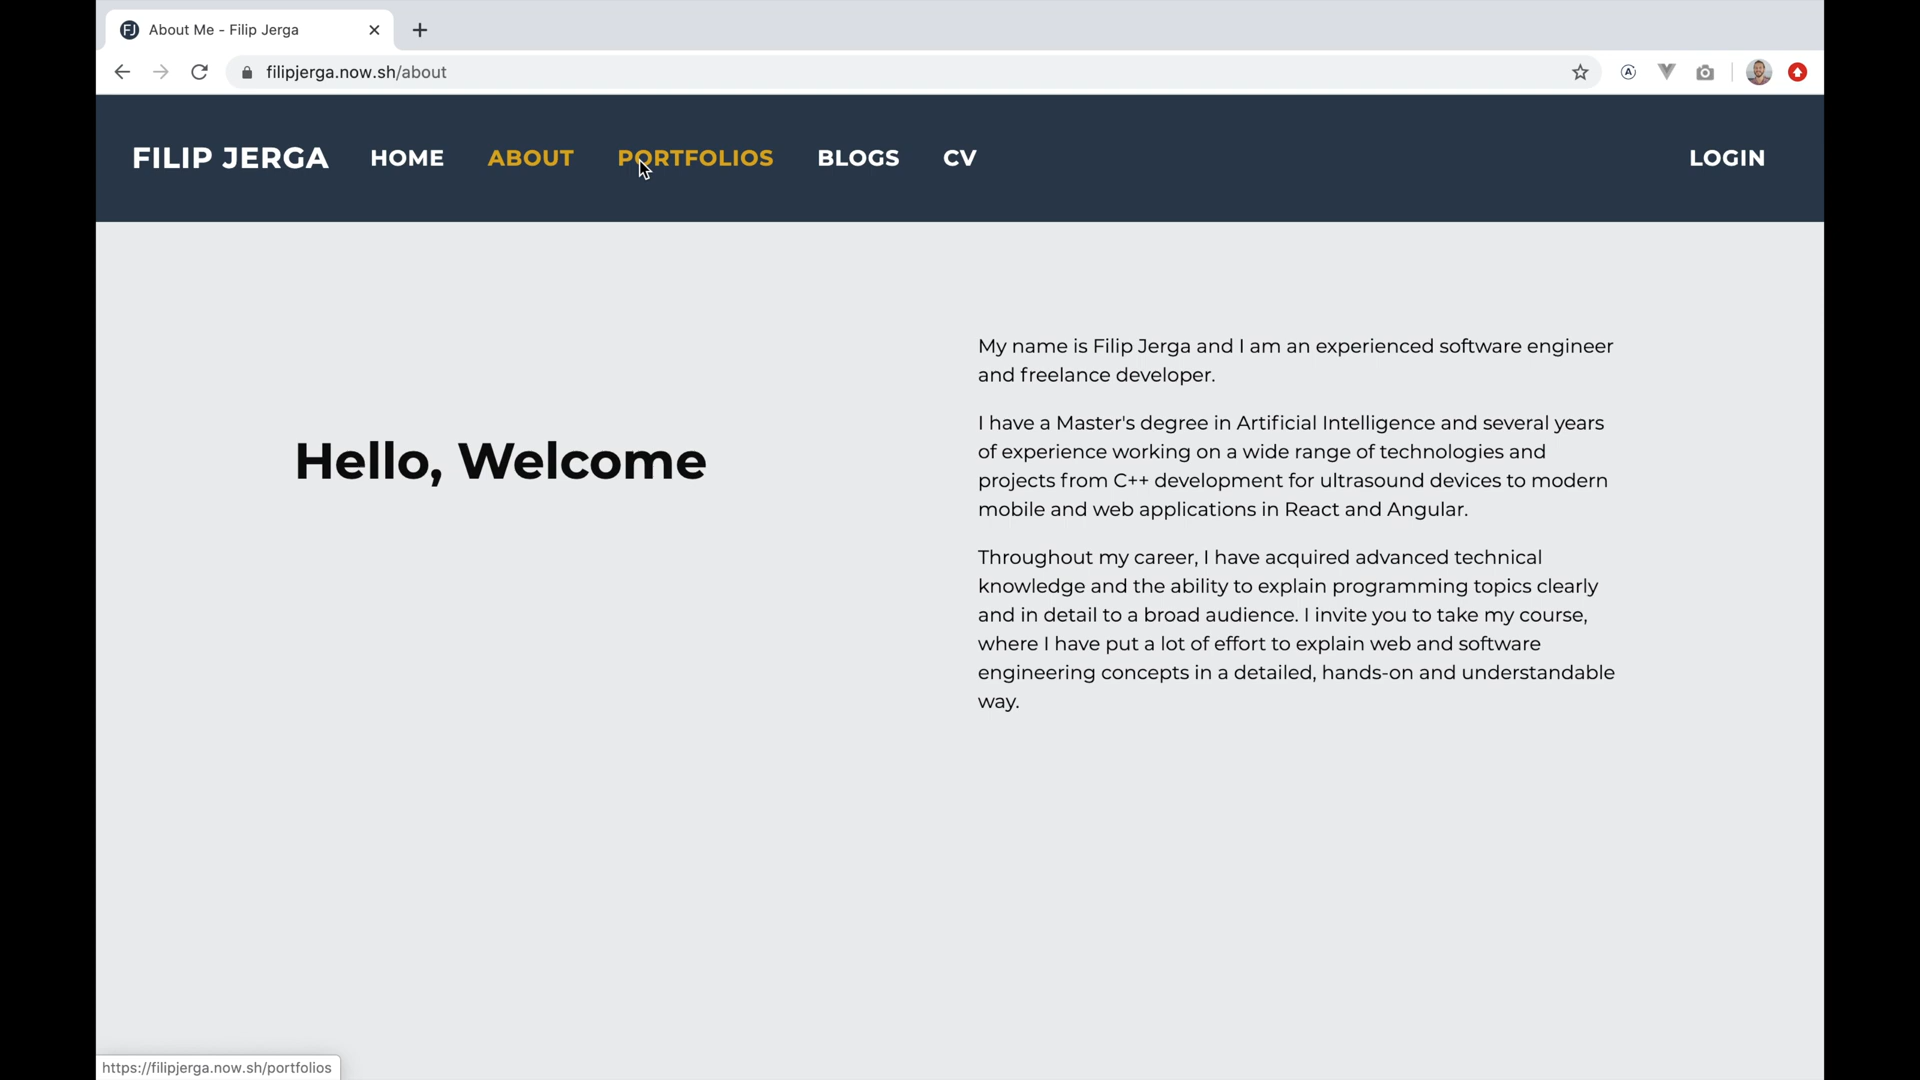 About Me - Filip Jerga
filipjerga.now.sh/about
FILIP JERGA HOME ABOUT PORTFOLIOS BLOGS CV LOGIN
Hello, Welcome
My name is Filip Jerga and I am an experienced software engineer
and freelance developer.
I have a Master's degree in Artificial Intelligence and several years
of experience working on a wide range of technologies and
projects from C++ development for ultrasound devices to modern
mobile and web applications in React and Angular.
Throughout my career, I have acquired advanced technical
knowledge and the ability to explain programming topics clearly
and in detail to a broad audience. I invite you to take my course,
where I have put a lot of effort to explain web and software
engineering concepts in a detailed, hands-on and understandable
way.
https://filipjerga.now.sh/portfolios